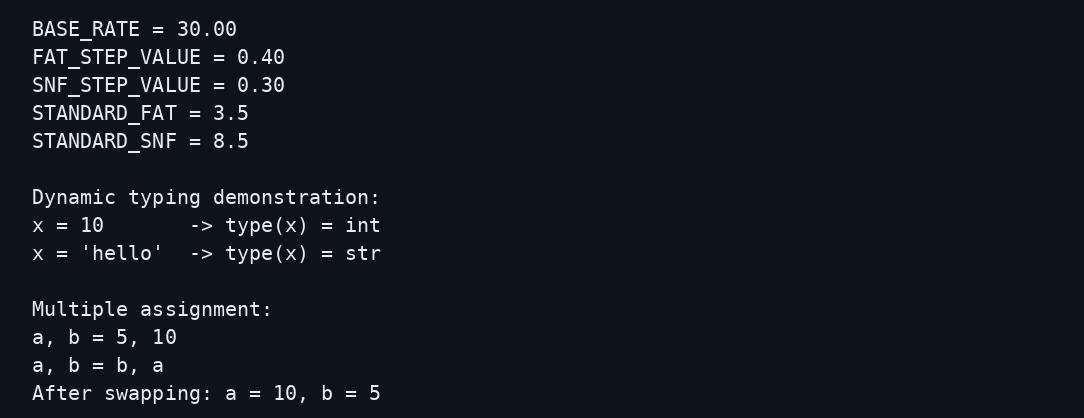 BASE_RATE = 30.00
FAT_STEP_VALUE = 0.40
SNF_STEP_VALUE = 0.30
STANDARD_FAT = 3.5
STANDARD_SNF = 8.5

Dynamic typing demonstration:
x = 10       -> type(x) = int
x = 'hello'  -> type(x) = str

Multiple assignment:
a, b = 5, 10
a, b = b, a
After swapping: a = 10, b = 5